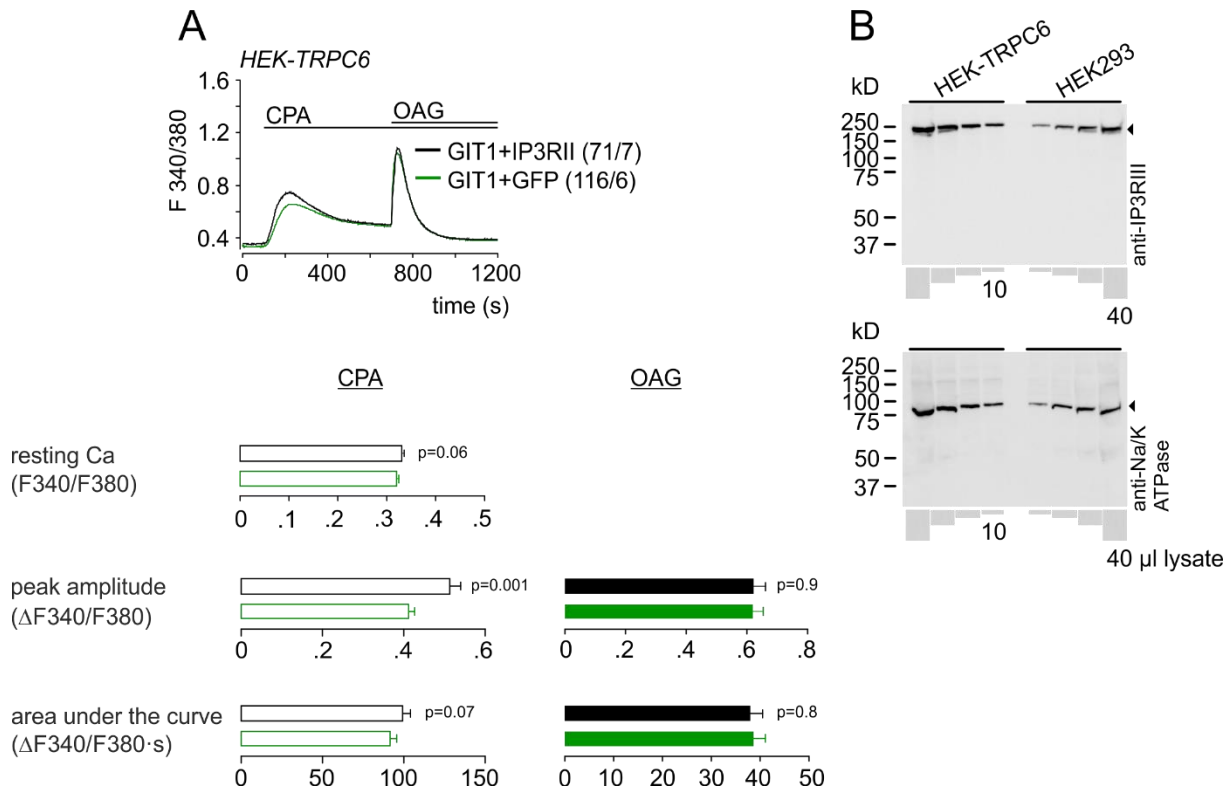 A
HEK-TRPC6
1.6
1.2
0.8
0.4
F 340/380
CPA
OAG
GIT1+IP3RII (71/7)
GIT1+GFP (116/6)
0 400 800 1200
time (s)
CPA
OAG
resting Ca
(F340/F380)
p=0.06
0 .1 .2 .3 .4 .5
peak amplitude
(ΔF340/F380)
p=0.001
0 .2 .4 .6
p=0.9
0 .2 .4 .6 .8
area under the curve
(ΔF340/F380·s)
p=0.07
0 50 100 150
p=0.8
0 10 20 30 40 50
B
HEK-TRPC6
HEK293
kD
250
150
100
75
50
37
anti-IP3RIII
10
40
kD
250
150
100
75
50
37
anti-Na/K
ATPase
10
40 µl lysate